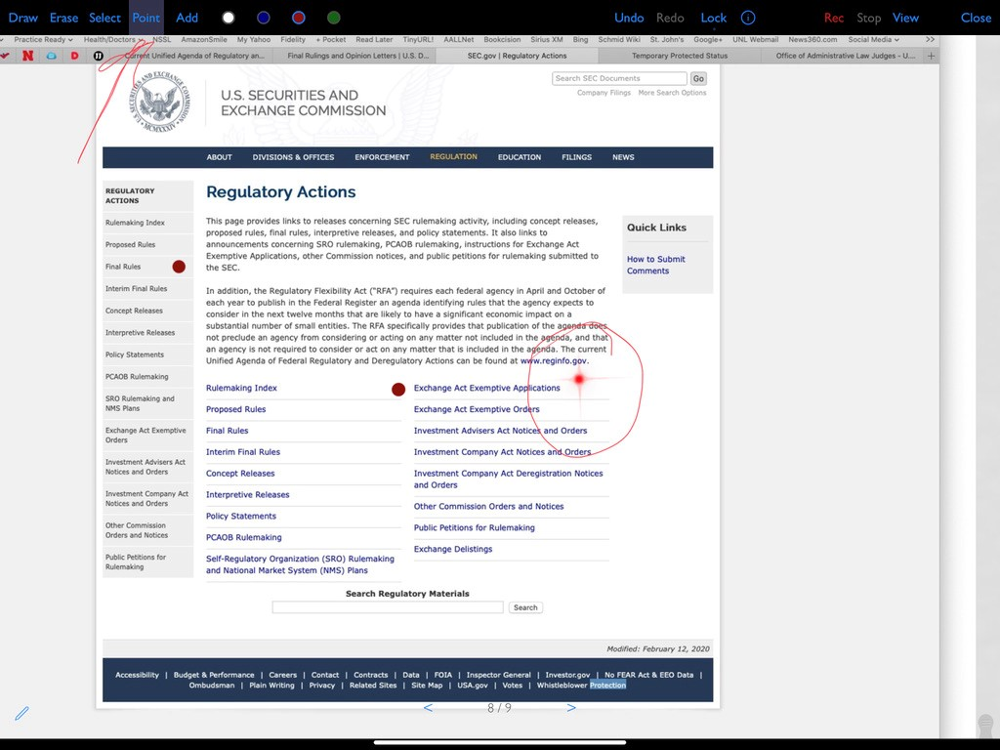 Draw Erase Select Point Add Undo Redo Lock Rec Stop View Close
Practice Ready Health/Doctors NSSL AmazonSmile My Yahoo Fidelity + Pocket Read Later TinyURL! AALLNet Bookcision Sirius XM Bing Schmid Wiki St. John's Google+ UNL Webmail News360.com Social Media >>
Current Unified Agenda of Regulatory an... Final Rulings and Opinion Letters | U.S. D... SEC.gov | Regulatory Actions Temporary Protected Status Office of Administrative Law Judges - U....
U.S. SECURITIES AND
EXCHANGE COMMISSION
Search SEC Documents Go
Company Filings More Search Options
ABOUT DIVISIONS & OFFICES ENFORCEMENT REGULATION EDUCATION FILINGS NEWS
REGULATORY
ACTIONS
Rulemaking Index
Proposed Rules
Final Rules
Interim Final Rules
Concept Releases
Interpretive Releases
Policy Statements
PCAOB Rulemaking
SRO Rulemaking and
NMS Plans
Exchange Act Exemptive
Orders
Investment Advisers Act
Notices and Orders
Investment Company Act
Notices and Orders
Other Commission
Orders and Notices
Public Petitions for
Rulemaking
Regulatory Actions
This page provides links to releases concerning SEC rulemaking activity, including concept releases,
proposed rules, final rules, interpretive releases, and policy statements. It also links to
announcements concerning SRO rulemaking, PCAOB rulemaking, instructions for Exchange Act
Exemptive Applications, other Commission notices, and public petitions for rulemaking submitted to
the SEC.
In addition, the Regulatory Flexibility Act ("RFA") requires each federal agency in April and October of
each year to publish in the Federal Register an agenda identifying rules that the agency expects to
consider in the next twelve months that are likely to have a significant economic impact on a
substantial number of small entities. The RFA specifically provides that publication of the agenda does
not preclude an agency from considering or acting on any matter not included in the agenda, and that
an agency is not required to consider or act on any matter that is included in the agenda. The current
Unified Agenda of Federal Regulatory and Deregulatory Actions can be found at www.reginfo.gov.
Rulemaking Index
Proposed Rules
Final Rules
Interim Final Rules
Concept Releases
Interpretive Releases
Policy Statements
PCAOB Rulemaking
Self-Regulatory Organization (SRO) Rulemaking
and National Market System (NMS) Plans
Exchange Act Exemptive Applications
Exchange Act Exemptive Orders
Investment Advisers Act Notices and Orders
Investment Company Act Notices and Orders
Investment Company Act Deregistration Notices
and Orders
Other Commission Orders and Notices
Public Petitions for Rulemaking
Exchange Delistings
Quick Links
How to Submit
Comments
Search Regulatory Materials
Search
Modified: February 12, 2020
Accessibility | Budget & Performance | Careers | Contact | Contracts | Data | FOIA | Inspector General | Investor.gov | No FEAR Act & EEO Data |
Ombudsman | Plain Writing | Privacy | Related Sites | Site Map | USA.gov | Votes | Whistleblower Protection
< 8 / 9 >